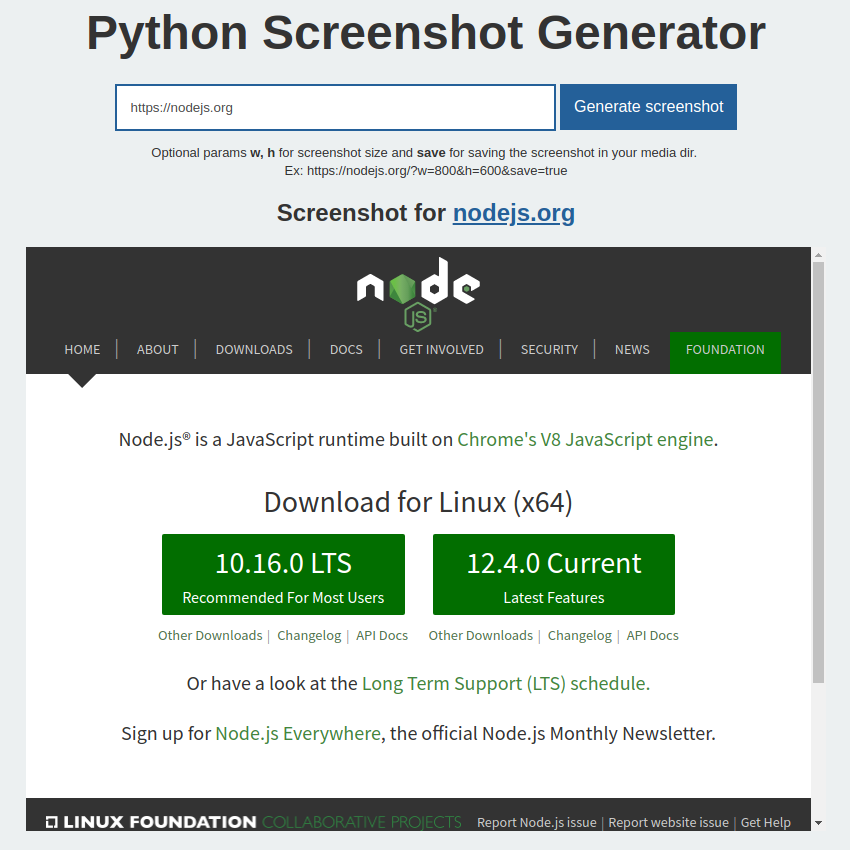 Python Screenshot Generator
https://nodejs.org
Generate screenshot
Optional params w, h for screenshot size and save for saving the screenshot in your media dir.
Ex: https://nodejs.org/?w=800&h=600&save=true
Screenshot for nodejs.org
node
JS
HOME | ABOUT | DOWNLOADS | DOCS | GET INVOLVED | SECURITY | NEWS FOUNDATION
Node.js® is a JavaScript runtime built on Chrome's V8 JavaScript engine.
Download for Linux (x64)
10.16.0 LTS 12.4.0 Current
Recommended For Most Users Latest Features
Other Downloads | Changelog | API Docs Other Downloads | Changelog | API Docs
Or have a look at the Long Term Support (LTS) schedule.
Sign up for Node.js Everywhere, the official Node.js Monthly Newsletter.
LINUX FOUNDATION COLLABORATIVE PROJECTS Report Node.js issue | Report website issue | Get Help